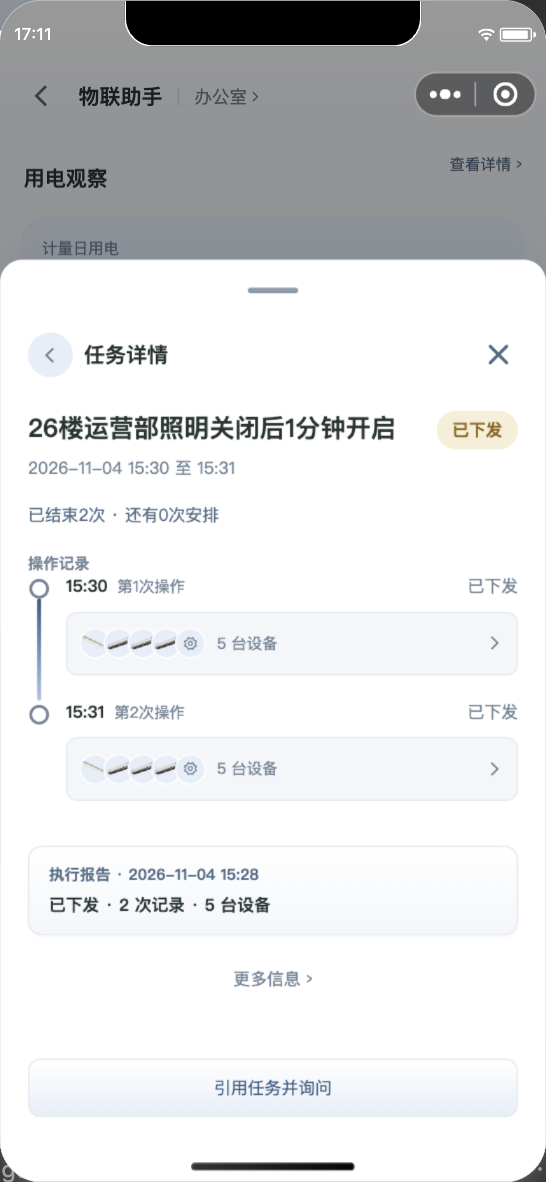 17:11
物联助手 办公室 >
查看详情 >
用电观察
计量日用电
任务详情
26楼运营部照明关闭后1分钟开启 已下发
2026-11-04 15:30 至 15:31
已结束2次 · 还有0次安排
操作记录
15:30 第1次操作 已下发
5 台设备
15:31 第2次操作 已下发
5 台设备
执行报告 · 2026-11-04 15:28
已下发 · 2 次记录 · 5 台设备
更多信息 >
引用任务并询问